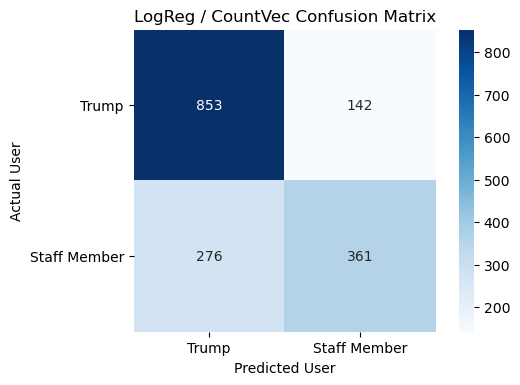 LogReg / CountVec Confusion Matrix
Actual User
Trump
853
142
Staff Member
276
361
Trump
Staff Member
Predicted User
800
700
600
500
400
300
200